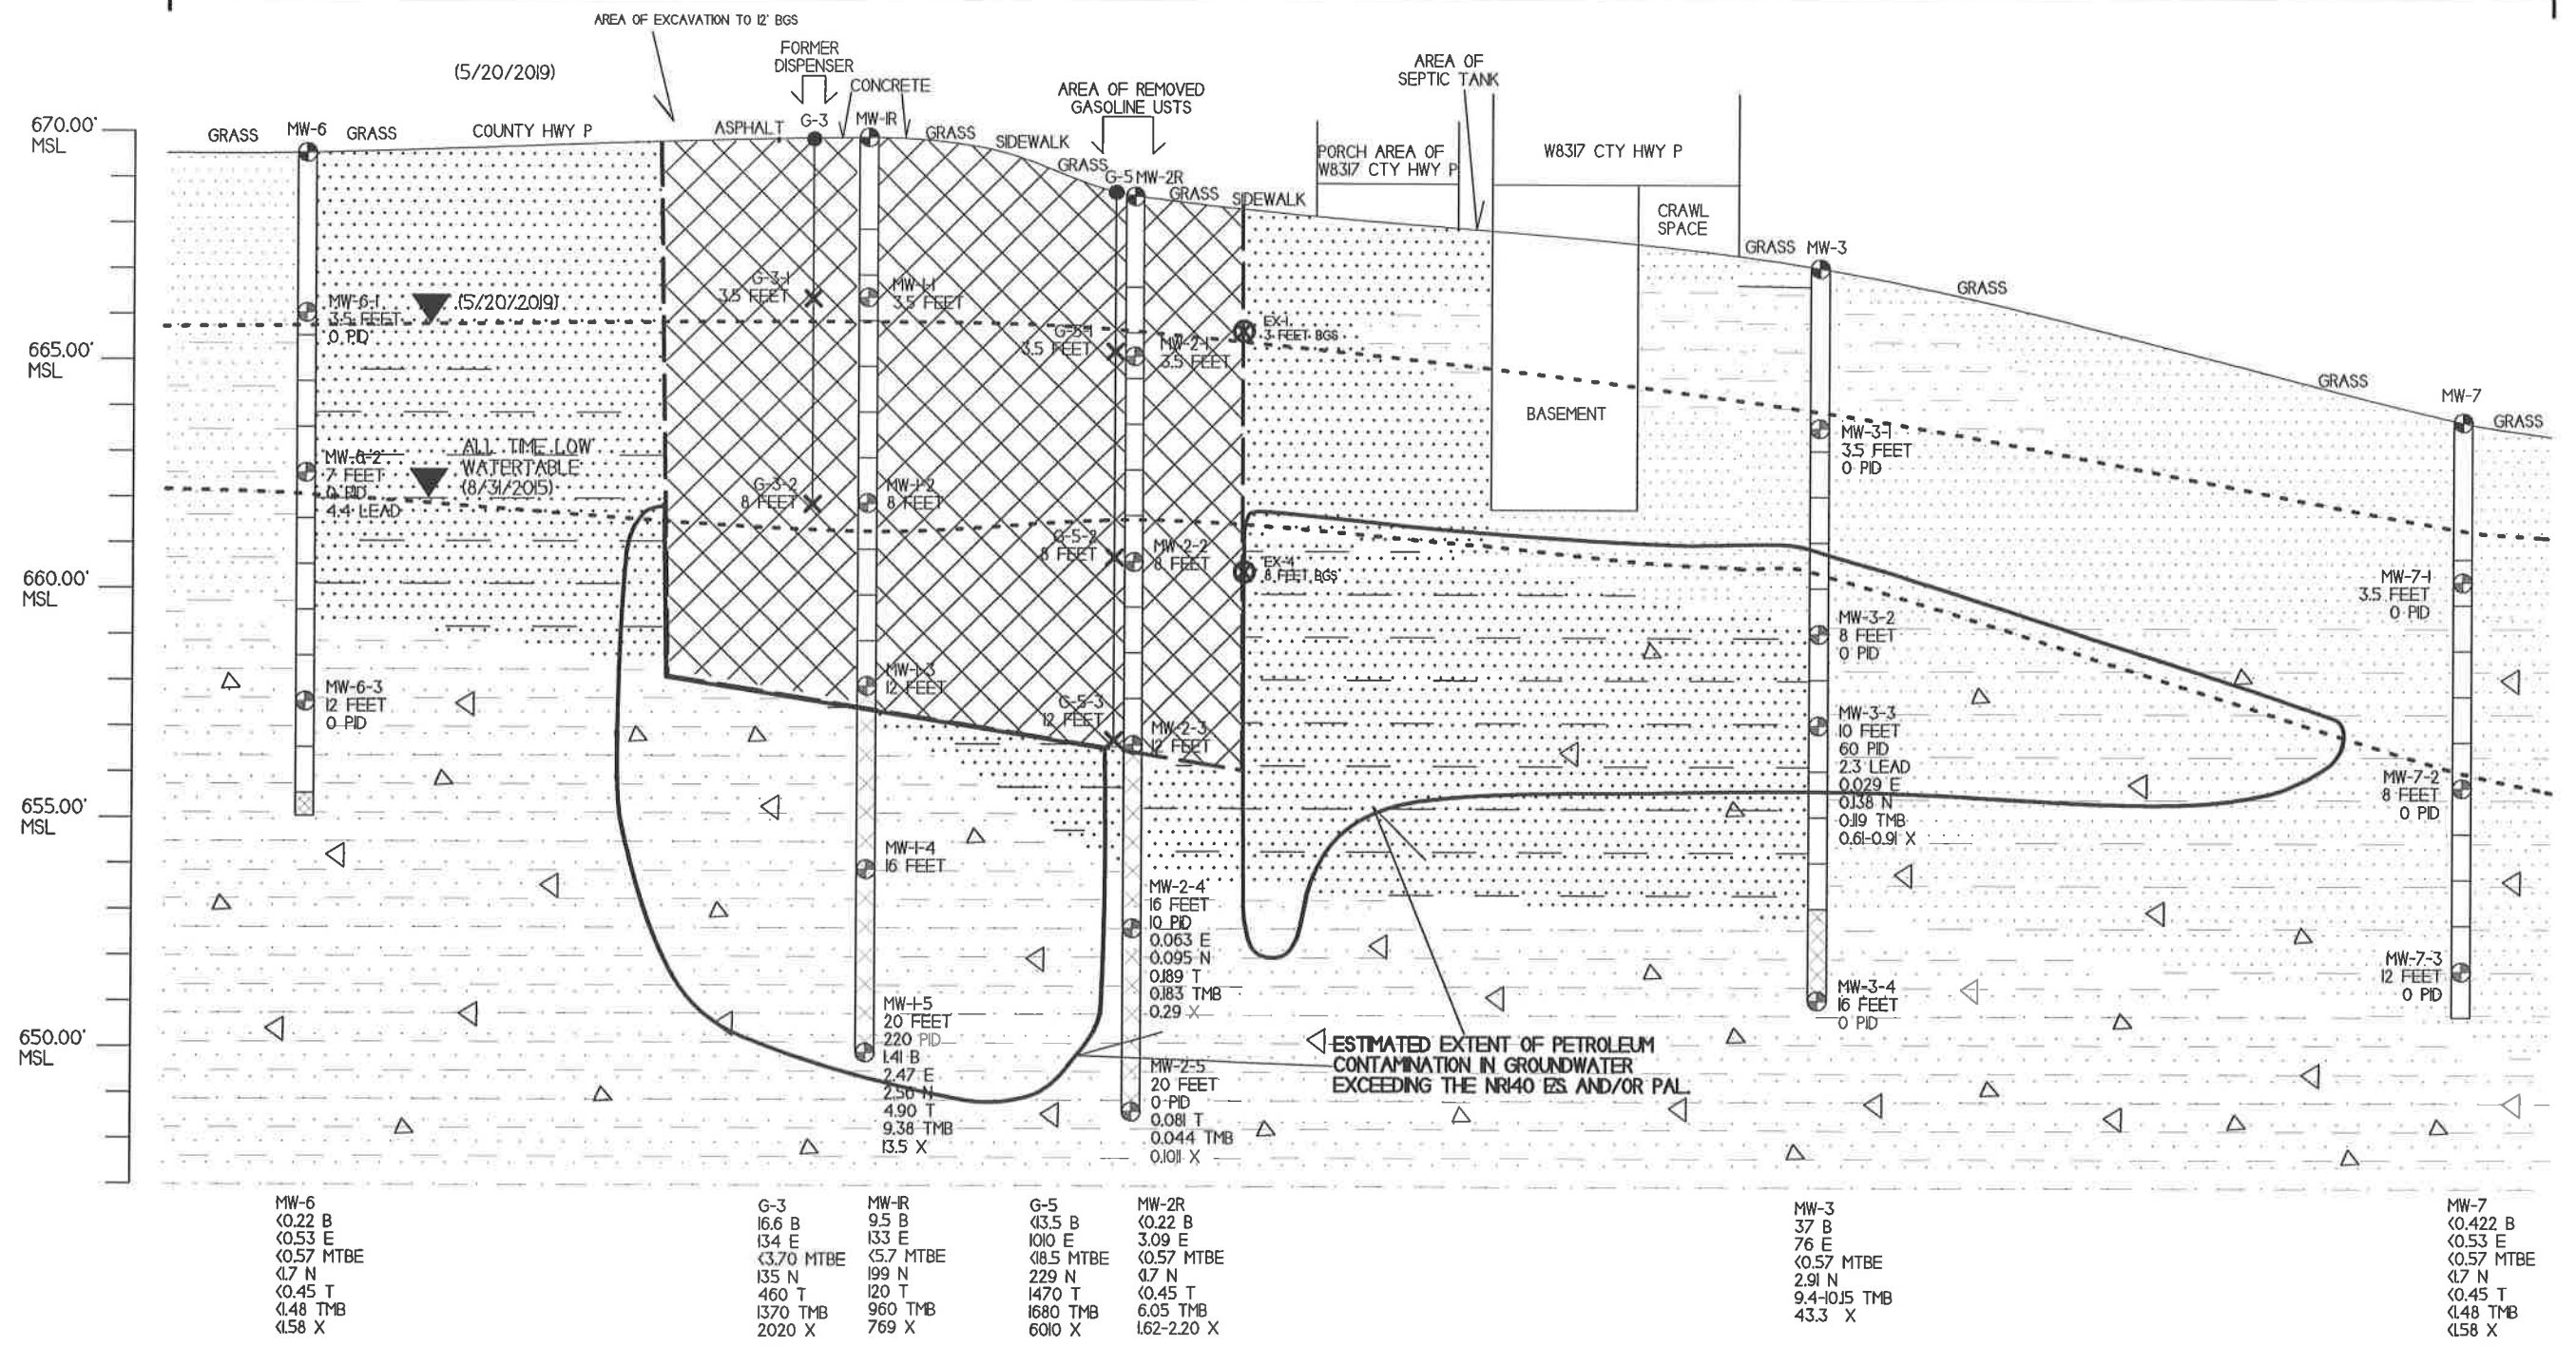 AREA OF EXCAVATION TO 12' BGS
(5/20/2019)
FORMER
DISPENSER
CONCRETE
AREA OF REMOVED
GASOLINE USTS
AREA OF
SEPTIC TANK
670.00'
MSL
665.00'
MSL
660.00'
MSL
655.00'
MSL
650.00'
MSL
GRASS
MW-6
GRASS
COUNTY HWY P
ASPHALT
G-3
MW-1R
GRASS
SIDEWALK
GRASS
G-5
MW-2R
GRASS
SIDEWALK
PORCH AREA OF
W8317 CTY HWY P
W8317 CTY HWY P
CRAWL
SPACE
BASEMENT
GRASS
MW-3
GRASS
GRASS
MW-7
GRASS
MW-6-1
3.5 FEET
0 PID
(5/20/2019)
MW-6-2
7 FEET
0 PID
4.4 LEAD
ALL TIME LOW
WATERTABLE
(8/31/2015)
MW-6-3
12 FEET
0 PID
G-3-1
3.5 FEET
G-3-2
8 FEET
MW-1-1
3.5 FEET
MW-1-2
8 FEET
MW-1-3
12 FEET
MW-1-4
16 FEET
MW-1-5
20 FEET
220 PID
1.41 B
2.47 E
2.56 N
4.90 T
9.38 TMB
13.5 X
G-5-1
3.5 FEET
G-5-2
8 FEET
G-5-3
12 FEET
MW-2-1
3.5 FEET
MW-2-2
8 FEET
MW-2-3
12 FEET
MW-2-4
16 FEET
10 PID
0.063 E
0.095 N
0.189 T
0.183 TMB
0.29 X
MW-2-5
20 FEET
0 PID
0.081 T
0.044 TMB
0.1011 X
EX-1
3 FEET BGS
EX-4
8 FEET BGS
MW-3-1
3.5 FEET
0 PID
MW-3-2
8 FEET
0 PID
MW-3-3
10 FEET
60 PID
2.3 LEAD
0.029 E
0.138 N
0.119 TMB
0.61-0.91 X
MW-3-4
16 FEET
0 PID
MW-7-1
3.5 FEET
0 PID
MW-7-2
8 FEET
0 PID
MW-7-3
12 FEET
0 PID
ESTIMATED EXTENT OF PETROLEUM
CONTAMINATION IN GROUNDWATER
EXCEEDING THE NR140 ES. AND/OR PAL.
MW-6
<0.22 B
<0.53 E
<0.57 MTBE
<1.7 N
<0.45 T
<1.48 TMB
<1.58 X
G-3
16.6 B
134 E
<3.70 MTBE
135 N
460 T
1370 TMB
2020 X
MW-1R
9.5 B
133 E
<5.7 MTBE
199 N
120 T
960 TMB
769 X
G-5
<13.5 B
1010 E
<18.5 MTBE
229 N
1470 T
1680 TMB
6010 X
MW-2R
<0.22 B
3.09 E
<0.57 MTBE
<1.7 N
<0.45 T
6.05 TMB
1.62-2.20 X
MW-3
37 B
76 E
<0.57 MTBE
2.91 N
9.4-10.15 TMB
43.3 X
MW-7
<0.422 B
<0.53 E
<0.57 MTBE
<1.7 N
<0.45 T
<1.48 TMB
<1.58 X